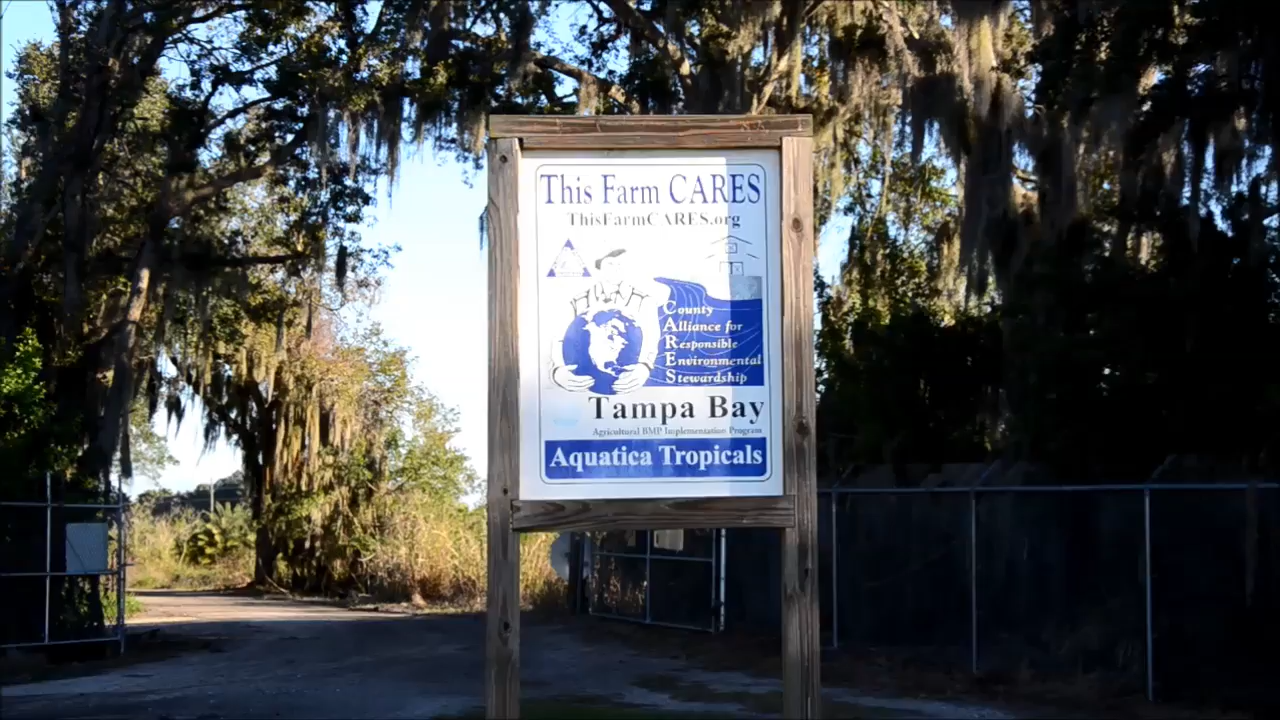 This Farm CARES
ThisFarmCARES.org
County
Alliance for
Responsible
Environmental
Stewardship
Tampa Bay
Agricultural BMP Implementation Program
Aquatica Tropicals